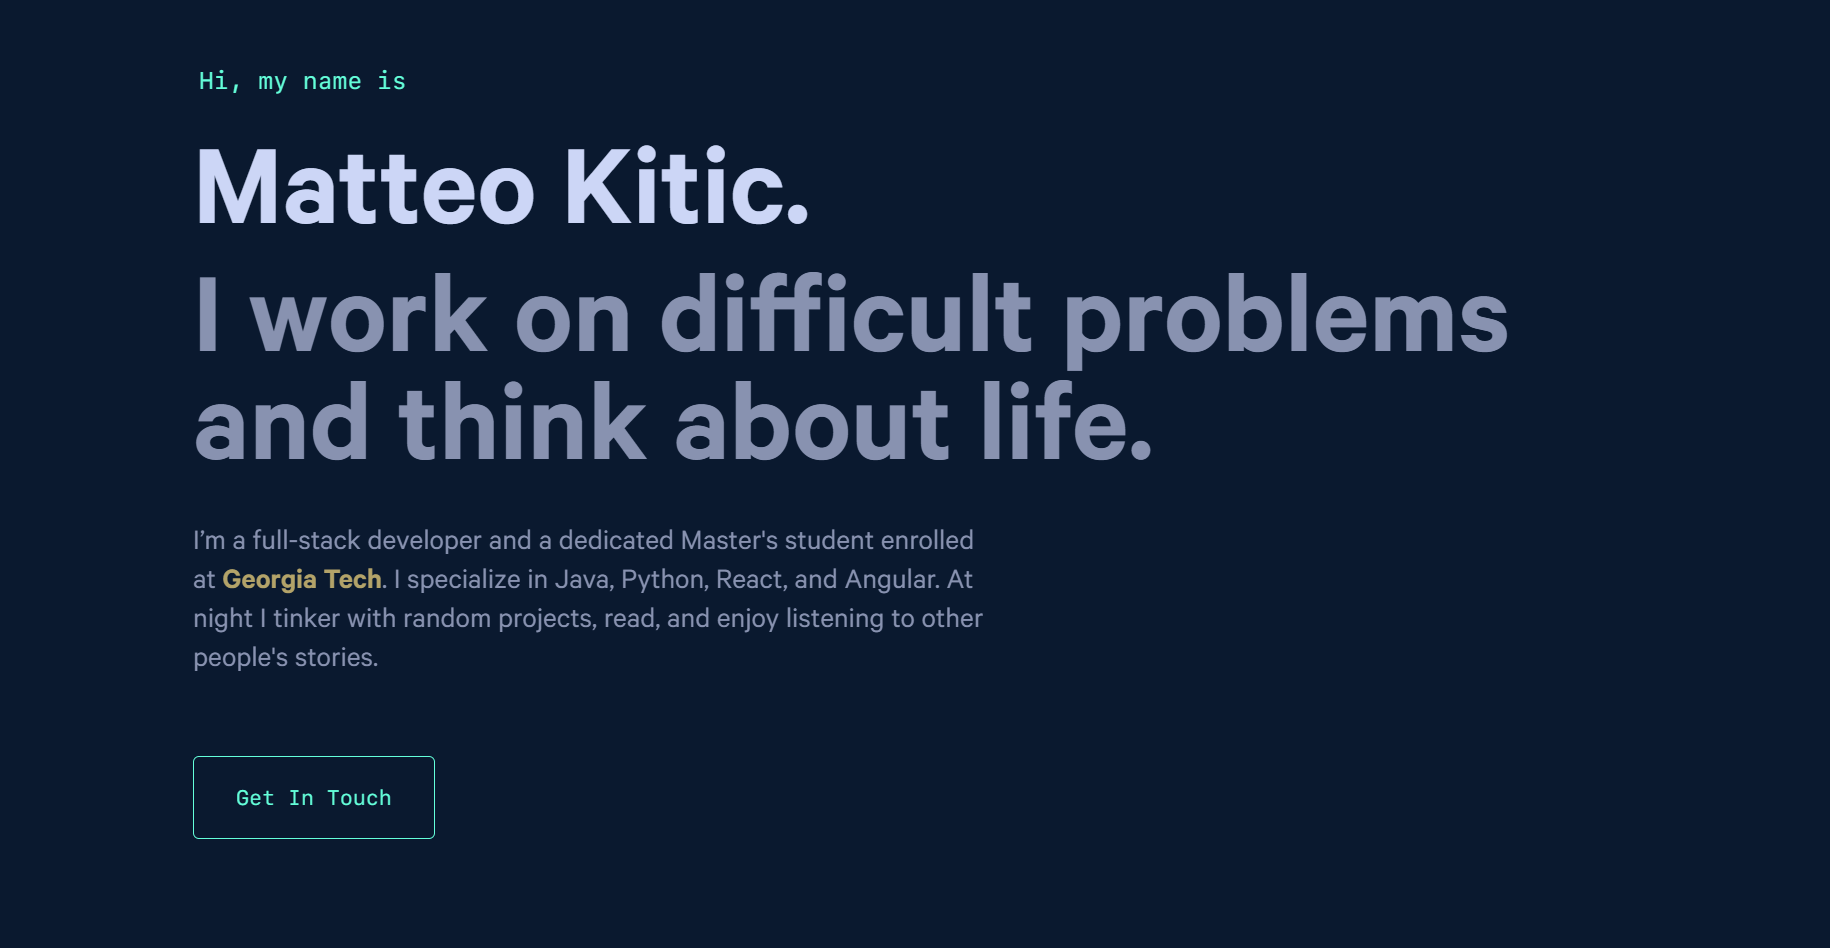 Hi, my name is
Matteo Kitic.
I work on difficult problems
and think about life.
I’m a full-stack developer and a dedicated Master's student enrolled
at Georgia Tech. I specialize in Java, Python, React, and Angular. At
night I tinker with random projects, read, and enjoy listening to other
people's stories.
Get In Touch